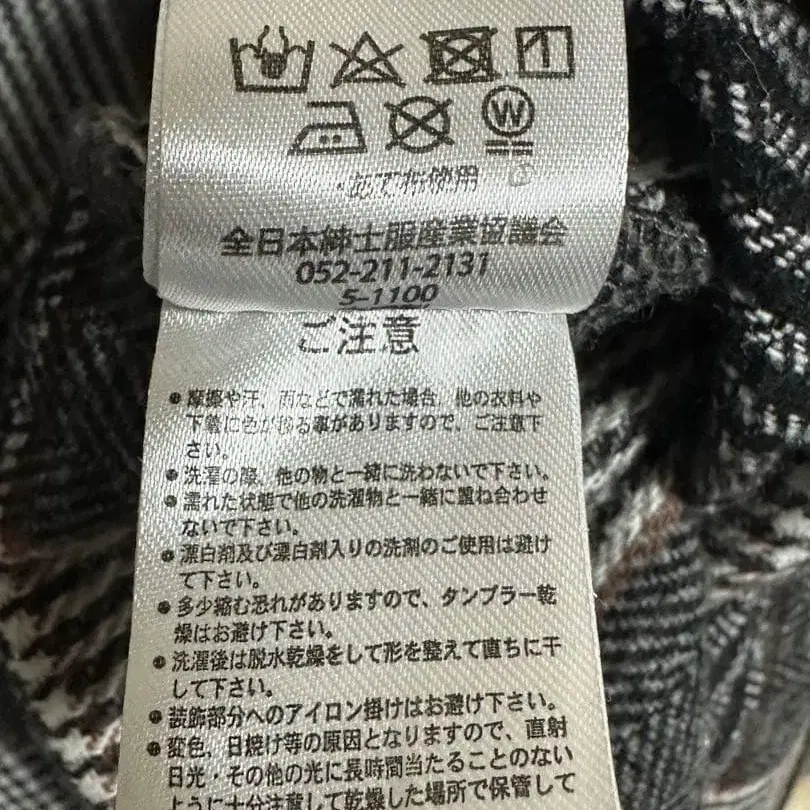 W
あて布使用
全日本紳士服産業協議会
052-211-2131
5-1100
ご注意
● 摩擦や汗、雨などで濡れた場合、他の衣料や
下着に色が移る事がありますので、ご注意下
さい。
● 洗濯の際、他の物と一緒に洗わないで下さい。
● 濡れた状態で他の洗濯物と一緒に重ね合わせ
ないで下さい。
● 漂白剤及び漂白剤入りの洗剤のご使用は避け
て下さい。
● 多少縮む恐れがありますので、タンブラー乾
燥はお避け下さい。
● 洗濯後は脱水乾燥をして形を整えて直ちに干
して下さい。
● 装飾部分へのアイロン掛けはお避け下さい。
● 変色、日焼け等の原因となりますので、直射
日光・その他の光に長時間当たることのない
ように十分注意して乾燥した場所で保管して